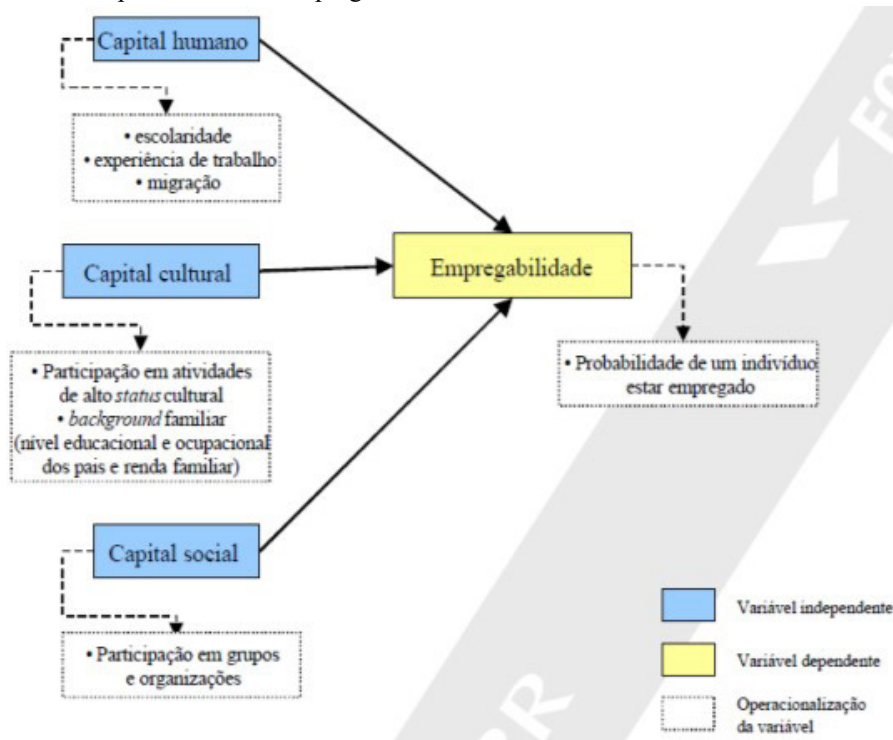 Capital humano
• escolaridade
• experiência de trabalho
• migração
Capital cultural
Empregabilidade
• Participação em atividades
de alto status cultural
• background familiar
(nível educacional e ocupacional
dos pais e renda familiar)
• Probabilidade de um indivíduo
estar empregado
Capital social
• Participação em grupos
e organizações
Variável independente
Variável dependente
Operacionalização
da variável